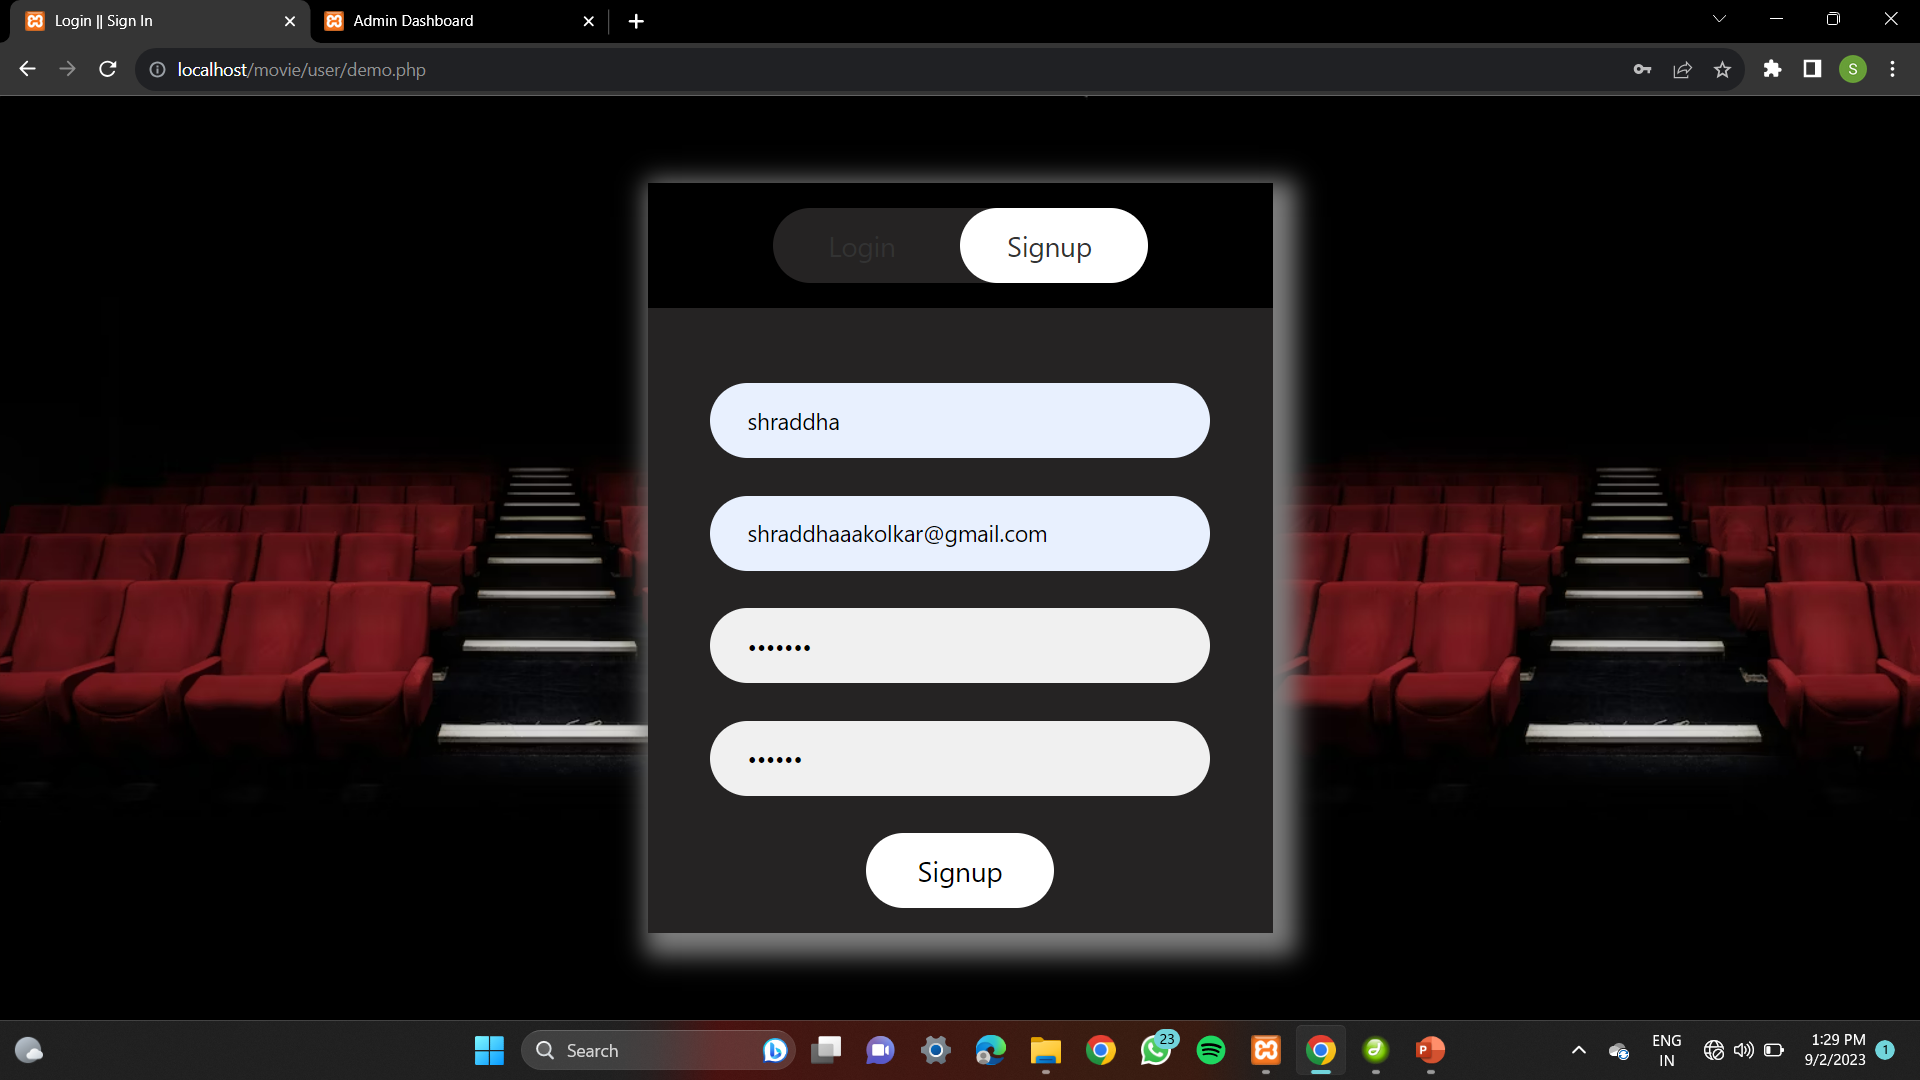 Login || Sign In
Admin Dashboard
localhost/movie/user/demo.php
S
Login
Signup
shraddha
shraddhaaakolkar@gmail.com
•••••••
••••••
Signup
Search
23
ENG
IN
1:29 PM
9/2/2023
1